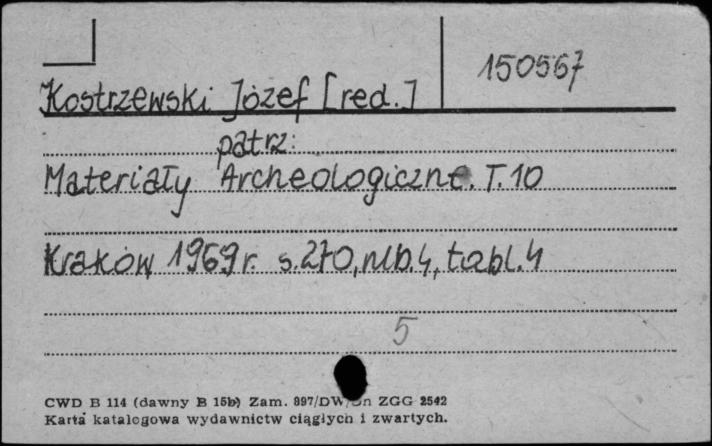 150567
Kostrzewski Józef [red.]
patrz:
Materiały Archeologiczne. T. 10
Kraków 1969 r. s. 270, nlb. 4, tabl. 4
5
CWD B 114 (dawny B 15b) Zam. 897/DW/ ZGG 2542
Karta katalogowa wydawnictw ciągłych i zwartych.